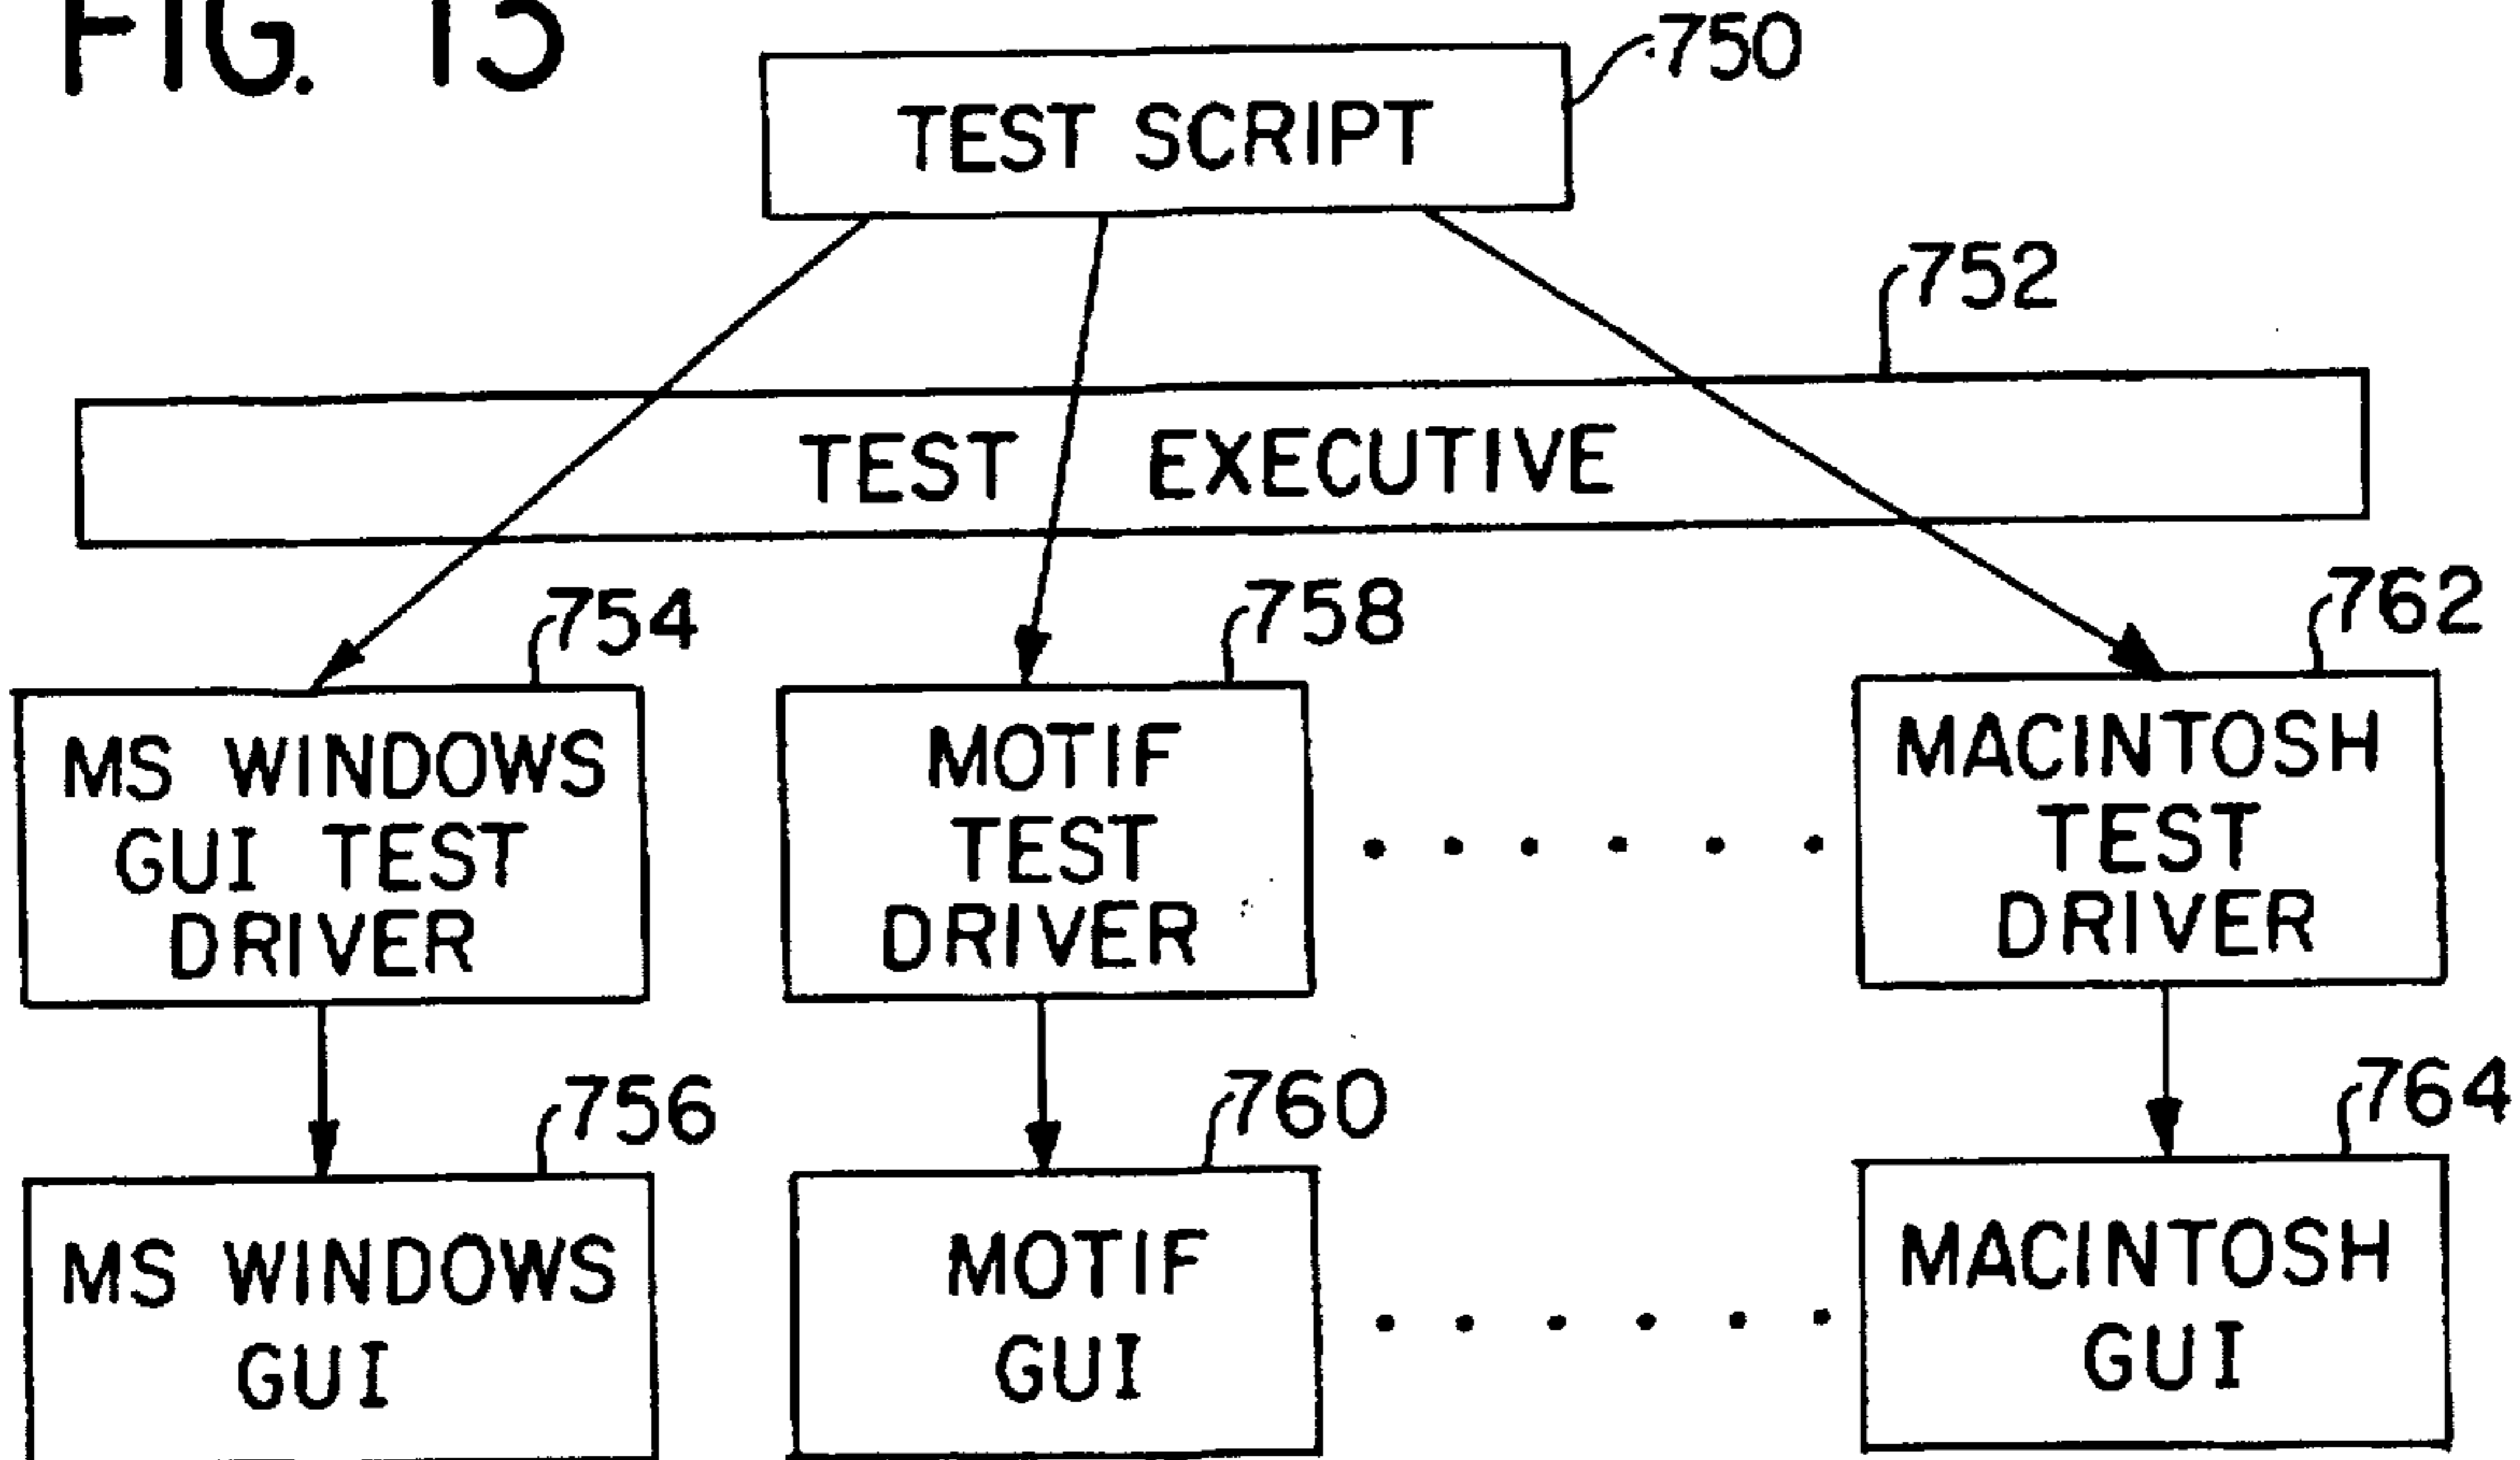 FIG. 15
750
TEST SCRIPT
752
TEST EXECUTIVE
754
758
762
MS WINDOWS
GUI TEST
DRIVER
MOTIF
TEST
DRIVER
MACINTOSH
TEST
DRIVER
756
760
764
MS WINDOWS
GUI
MOTIF
GUI
MACINTOSH
GUI